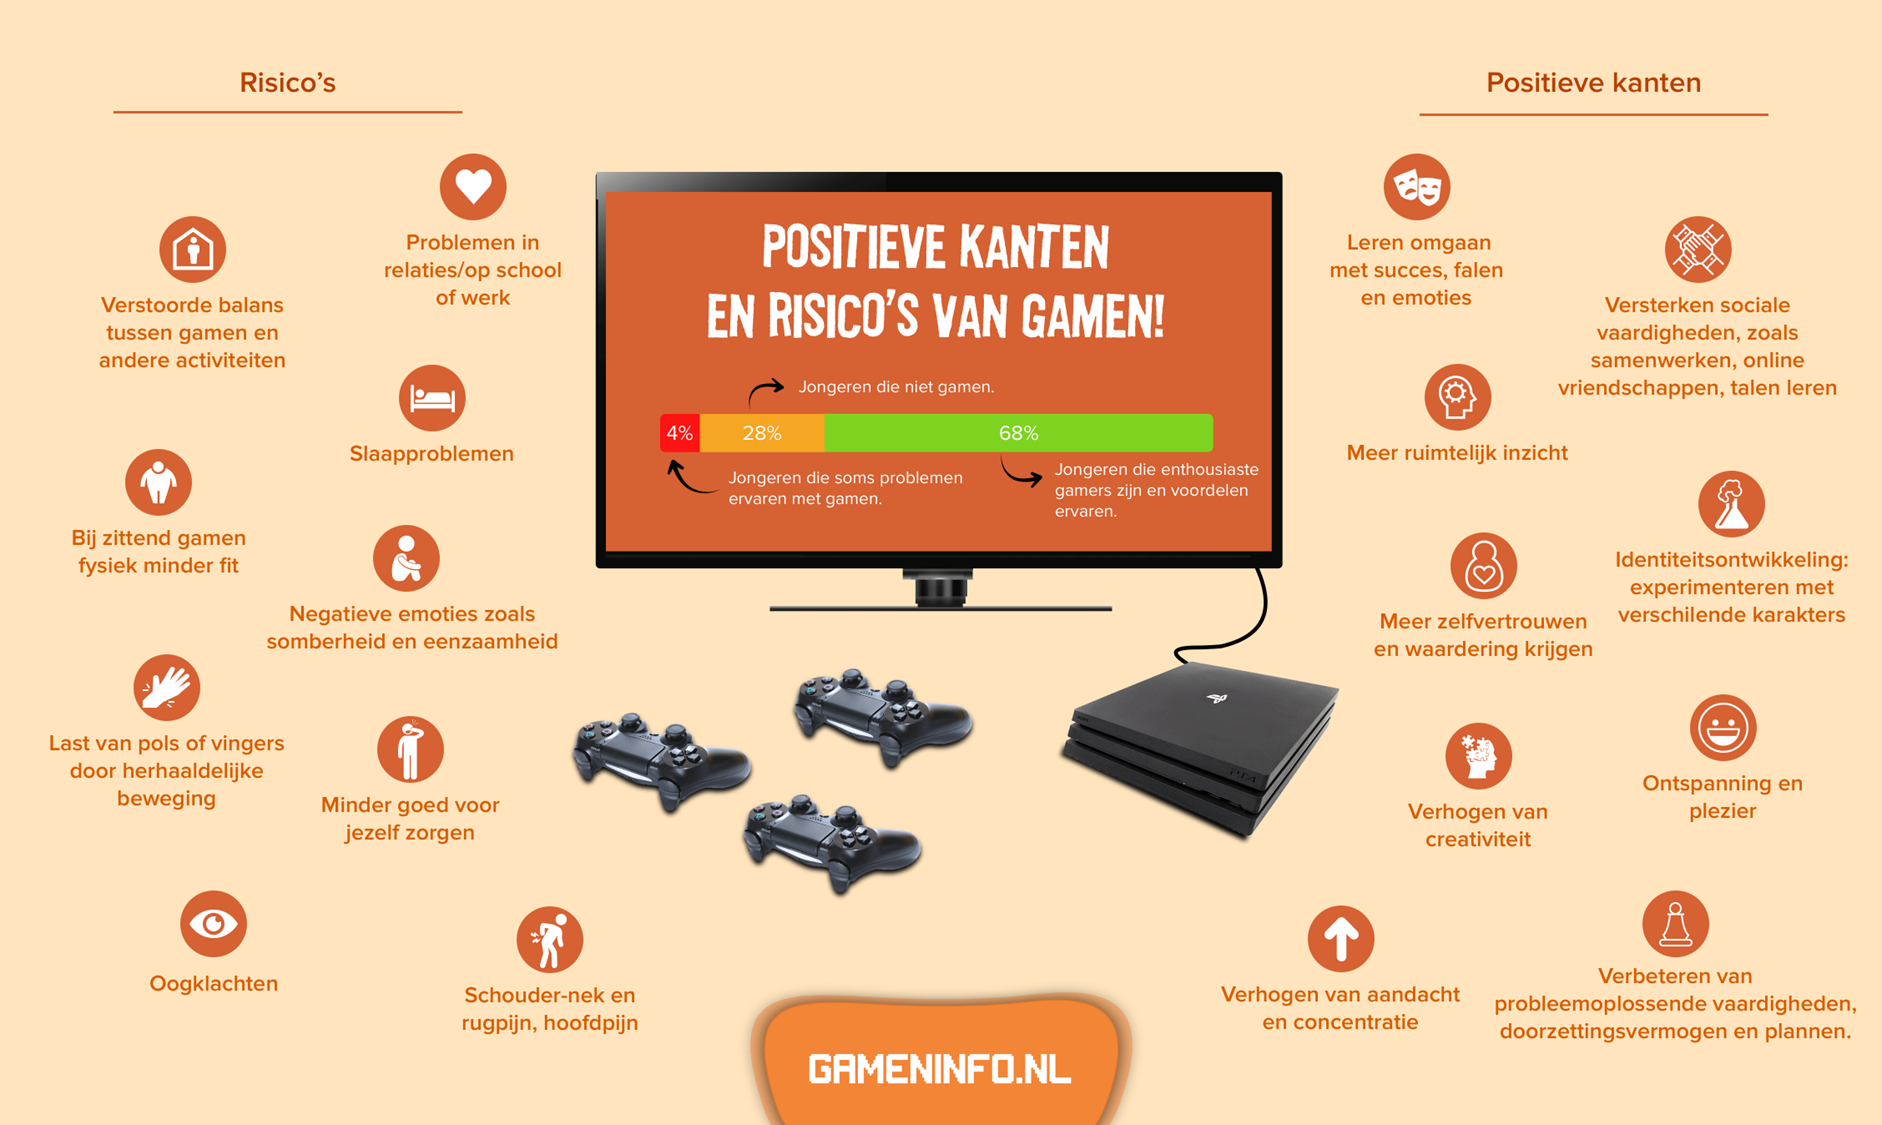 Risico’s
Problemen in
relaties/op school
of werk
Verstoorde balans
tussen gamen en
andere activiteiten
Slaapproblemen
Bij zittend gamen
fysiek minder fit
Negatieve emoties zoals
somberheid en eenzaamheid
Last van pols of vingers
door herhaaldelijke
beweging
Minder goed voor
jezelf zorgen
Oogklachten
Schouder-nek en
rugpijn, hoofdpijn
POSITIEVE KANTEN
EN RISICO’S VAN GAMEN!
Jongeren die niet gamen.
4%
28%
68%
Jongeren die soms problemen
ervaren met gamen.
Jongeren die enthousiaste
gamers zijn en voordelen
ervaren.
SONY
PS4
GAMENINFO.NL
Positieve kanten
Leren omgaan
met succes, falen
en emoties
Versterken sociale
vaardigheden, zoals
samenwerken, online
vriendschappen, talen leren
Meer ruimtelijk inzicht
Identiteitsontwikkeling:
experimenteren met
verschilende karakters
Meer zelfvertrouwen
en waardering krijgen
Ontspanning en
plezier
Verhogen van
creativiteit
Verhogen van aandacht
en concentratie
Verbeteren van
probleemoplossende vaardigheden,
doorzettingsvermogen en plannen.